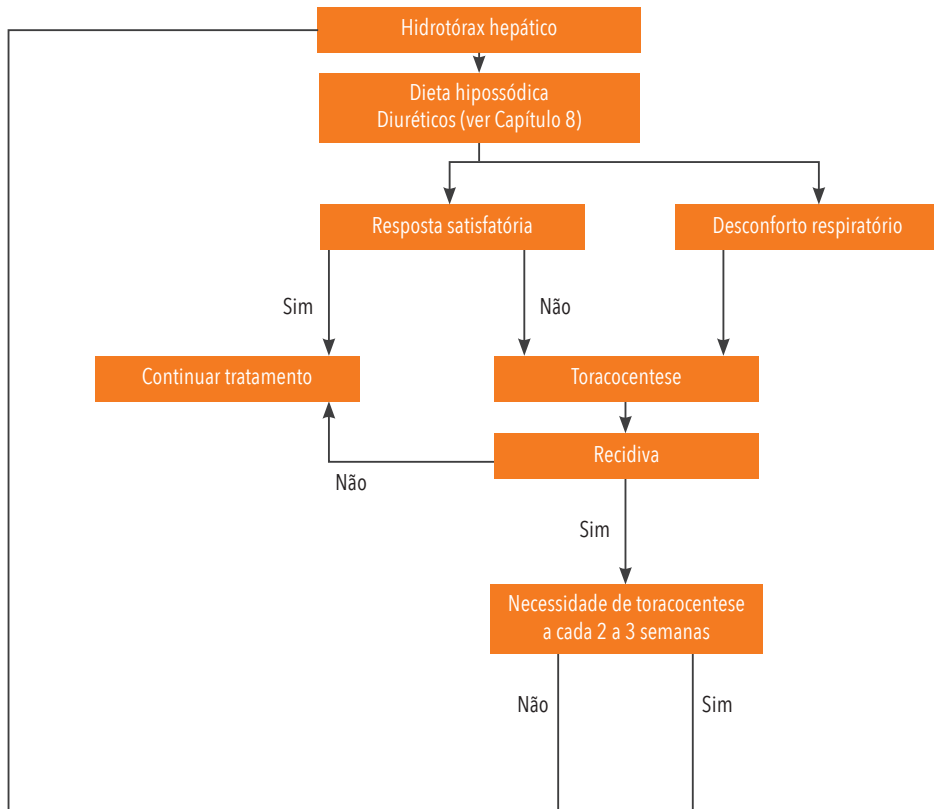 Hidrotórax hepático
Dieta hipossódica
Diuréticos (ver Capítulo 8)
Resposta satisfatória
Desconforto respiratório
Sim
Não
Continuar tratamento
Toracocentese
Recidiva
Não
Sim
Necessidade de toracocentese
a cada 2 a 3 semanas
Não
Sim